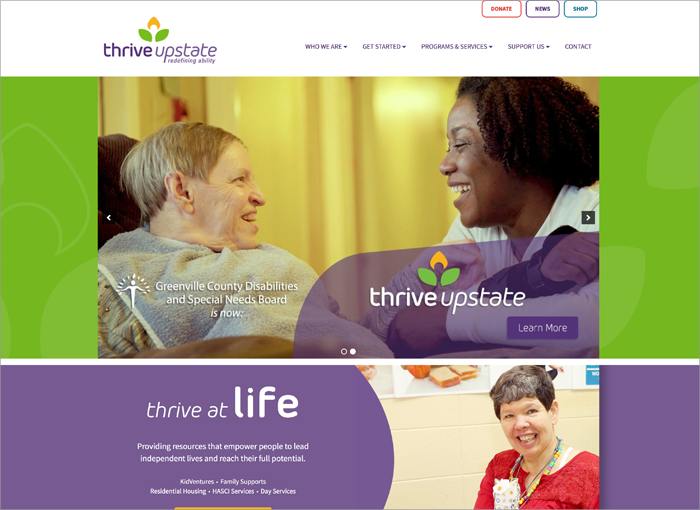 DONATE
NEWS
SHOP
thrive upstate
redefining ability
WHO WE ARE
GET STARTED
PROGRAMS & SERVICES
SUPPORT US
CONTACT
Greenville County Disabilities
and Special Needs Board
is now:
thrive upstate
Learn More
thrive at life
Providing resources that empower people to lead
independent lives and reach their full potential.
KidVentures • Family Supports
Residential Housing • HASCI Services • Day Services